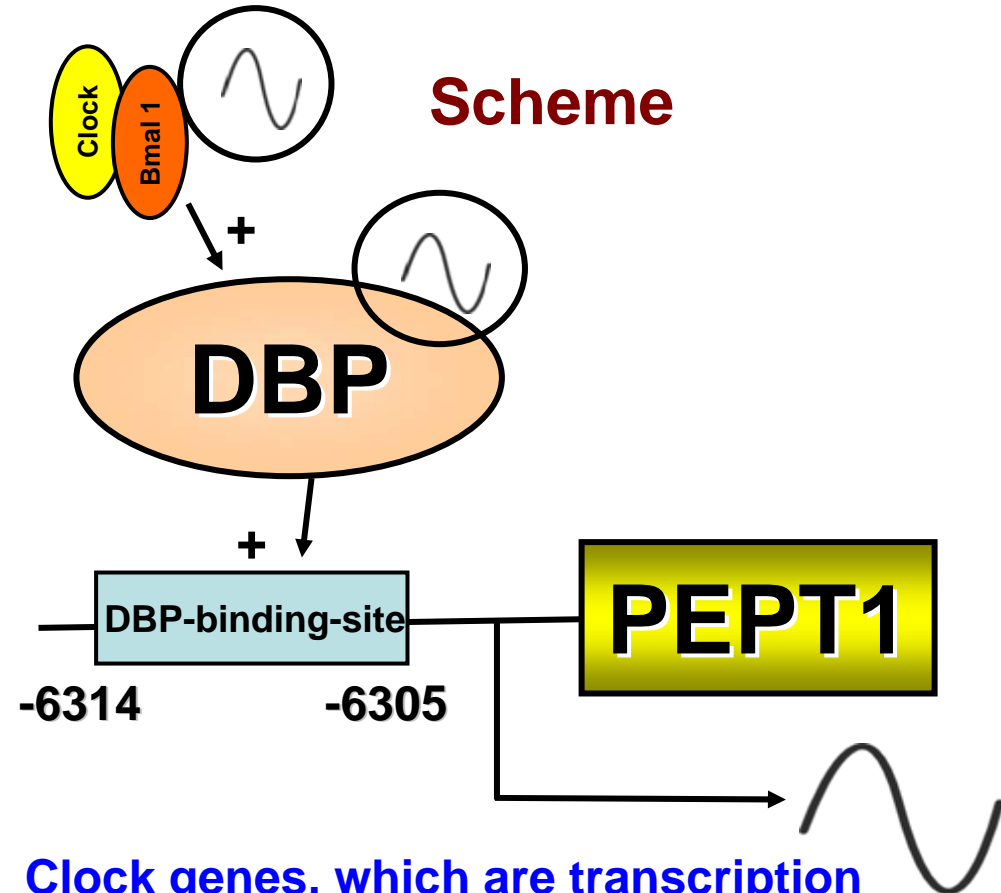 Scheme
Clock
Bmal 1
+
DBP
+
DBP-binding-site
PEPT1
-6314
-6305
Clock genes, which are transcription